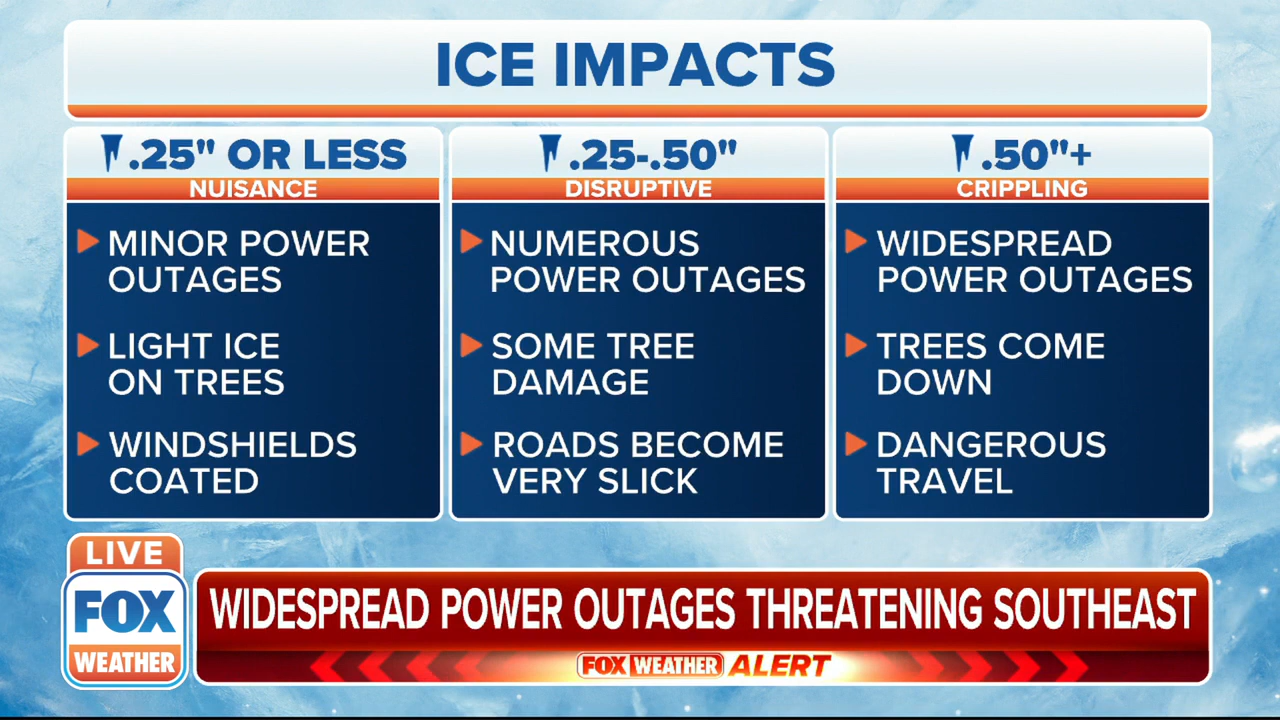 ICE IMPACTS
.25" OR LESS
NUISANCE
MINOR POWER
OUTAGES
LIGHT ICE
ON TREES
WINDSHIELDS
COATED
.25-.50"
DISRUPTIVE
NUMEROUS
POWER OUTAGES
SOME TREE
DAMAGE
ROADS BECOME
VERY SLICK
.50"+
CRIPPLING
WIDESPREAD
POWER OUTAGES
TREES COME
DOWN
DANGEROUS
TRAVEL
LIVE
FOX
WEATHER
WIDESPREAD POWER OUTAGES THREATENING SOUTHEAST
FOX WEATHER ALERT